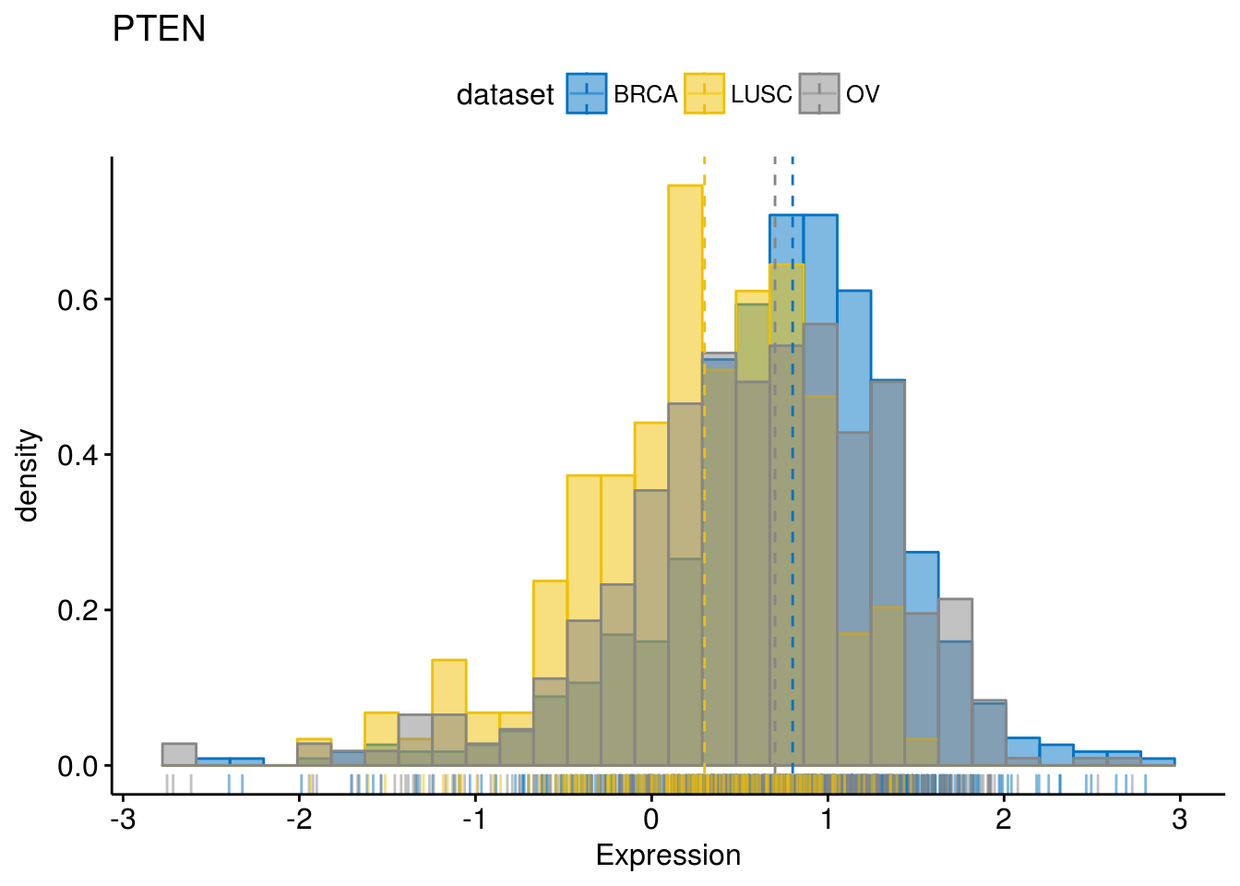 PTEN
dataset BRCA LUSC OV
density
0.6
0.4
0.2
0.0
-3 -2 -1 0 1 2 3
Expression